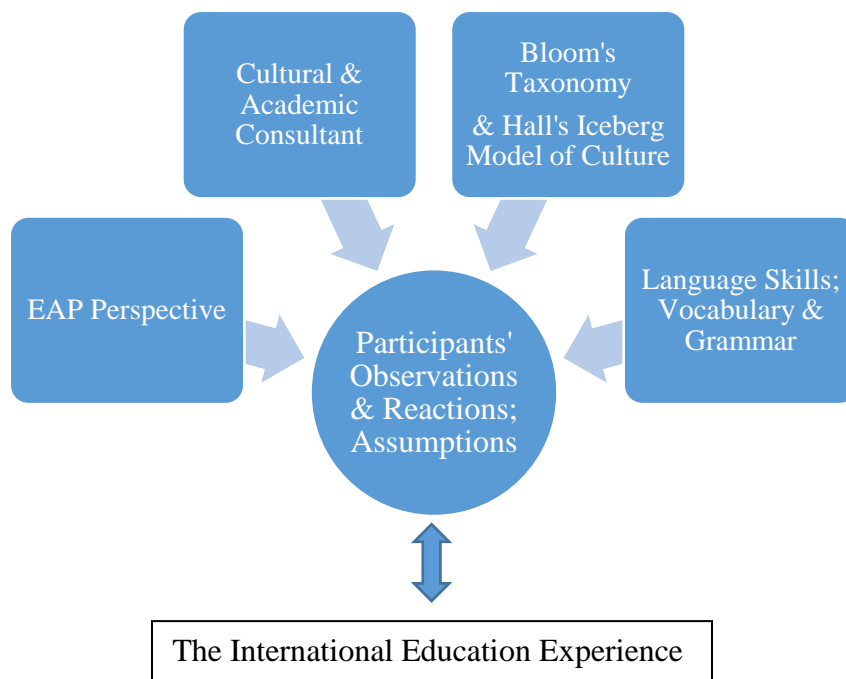 Cultural &
Academic
Consultant
Bloom's
Taxonomy
& Hall's Iceberg
Model of Culture
EAP Perspective
Language Skills;
Vocabulary &
Grammar
Participants'
Observations
& Reactions;
Assumptions
The International Education Experience